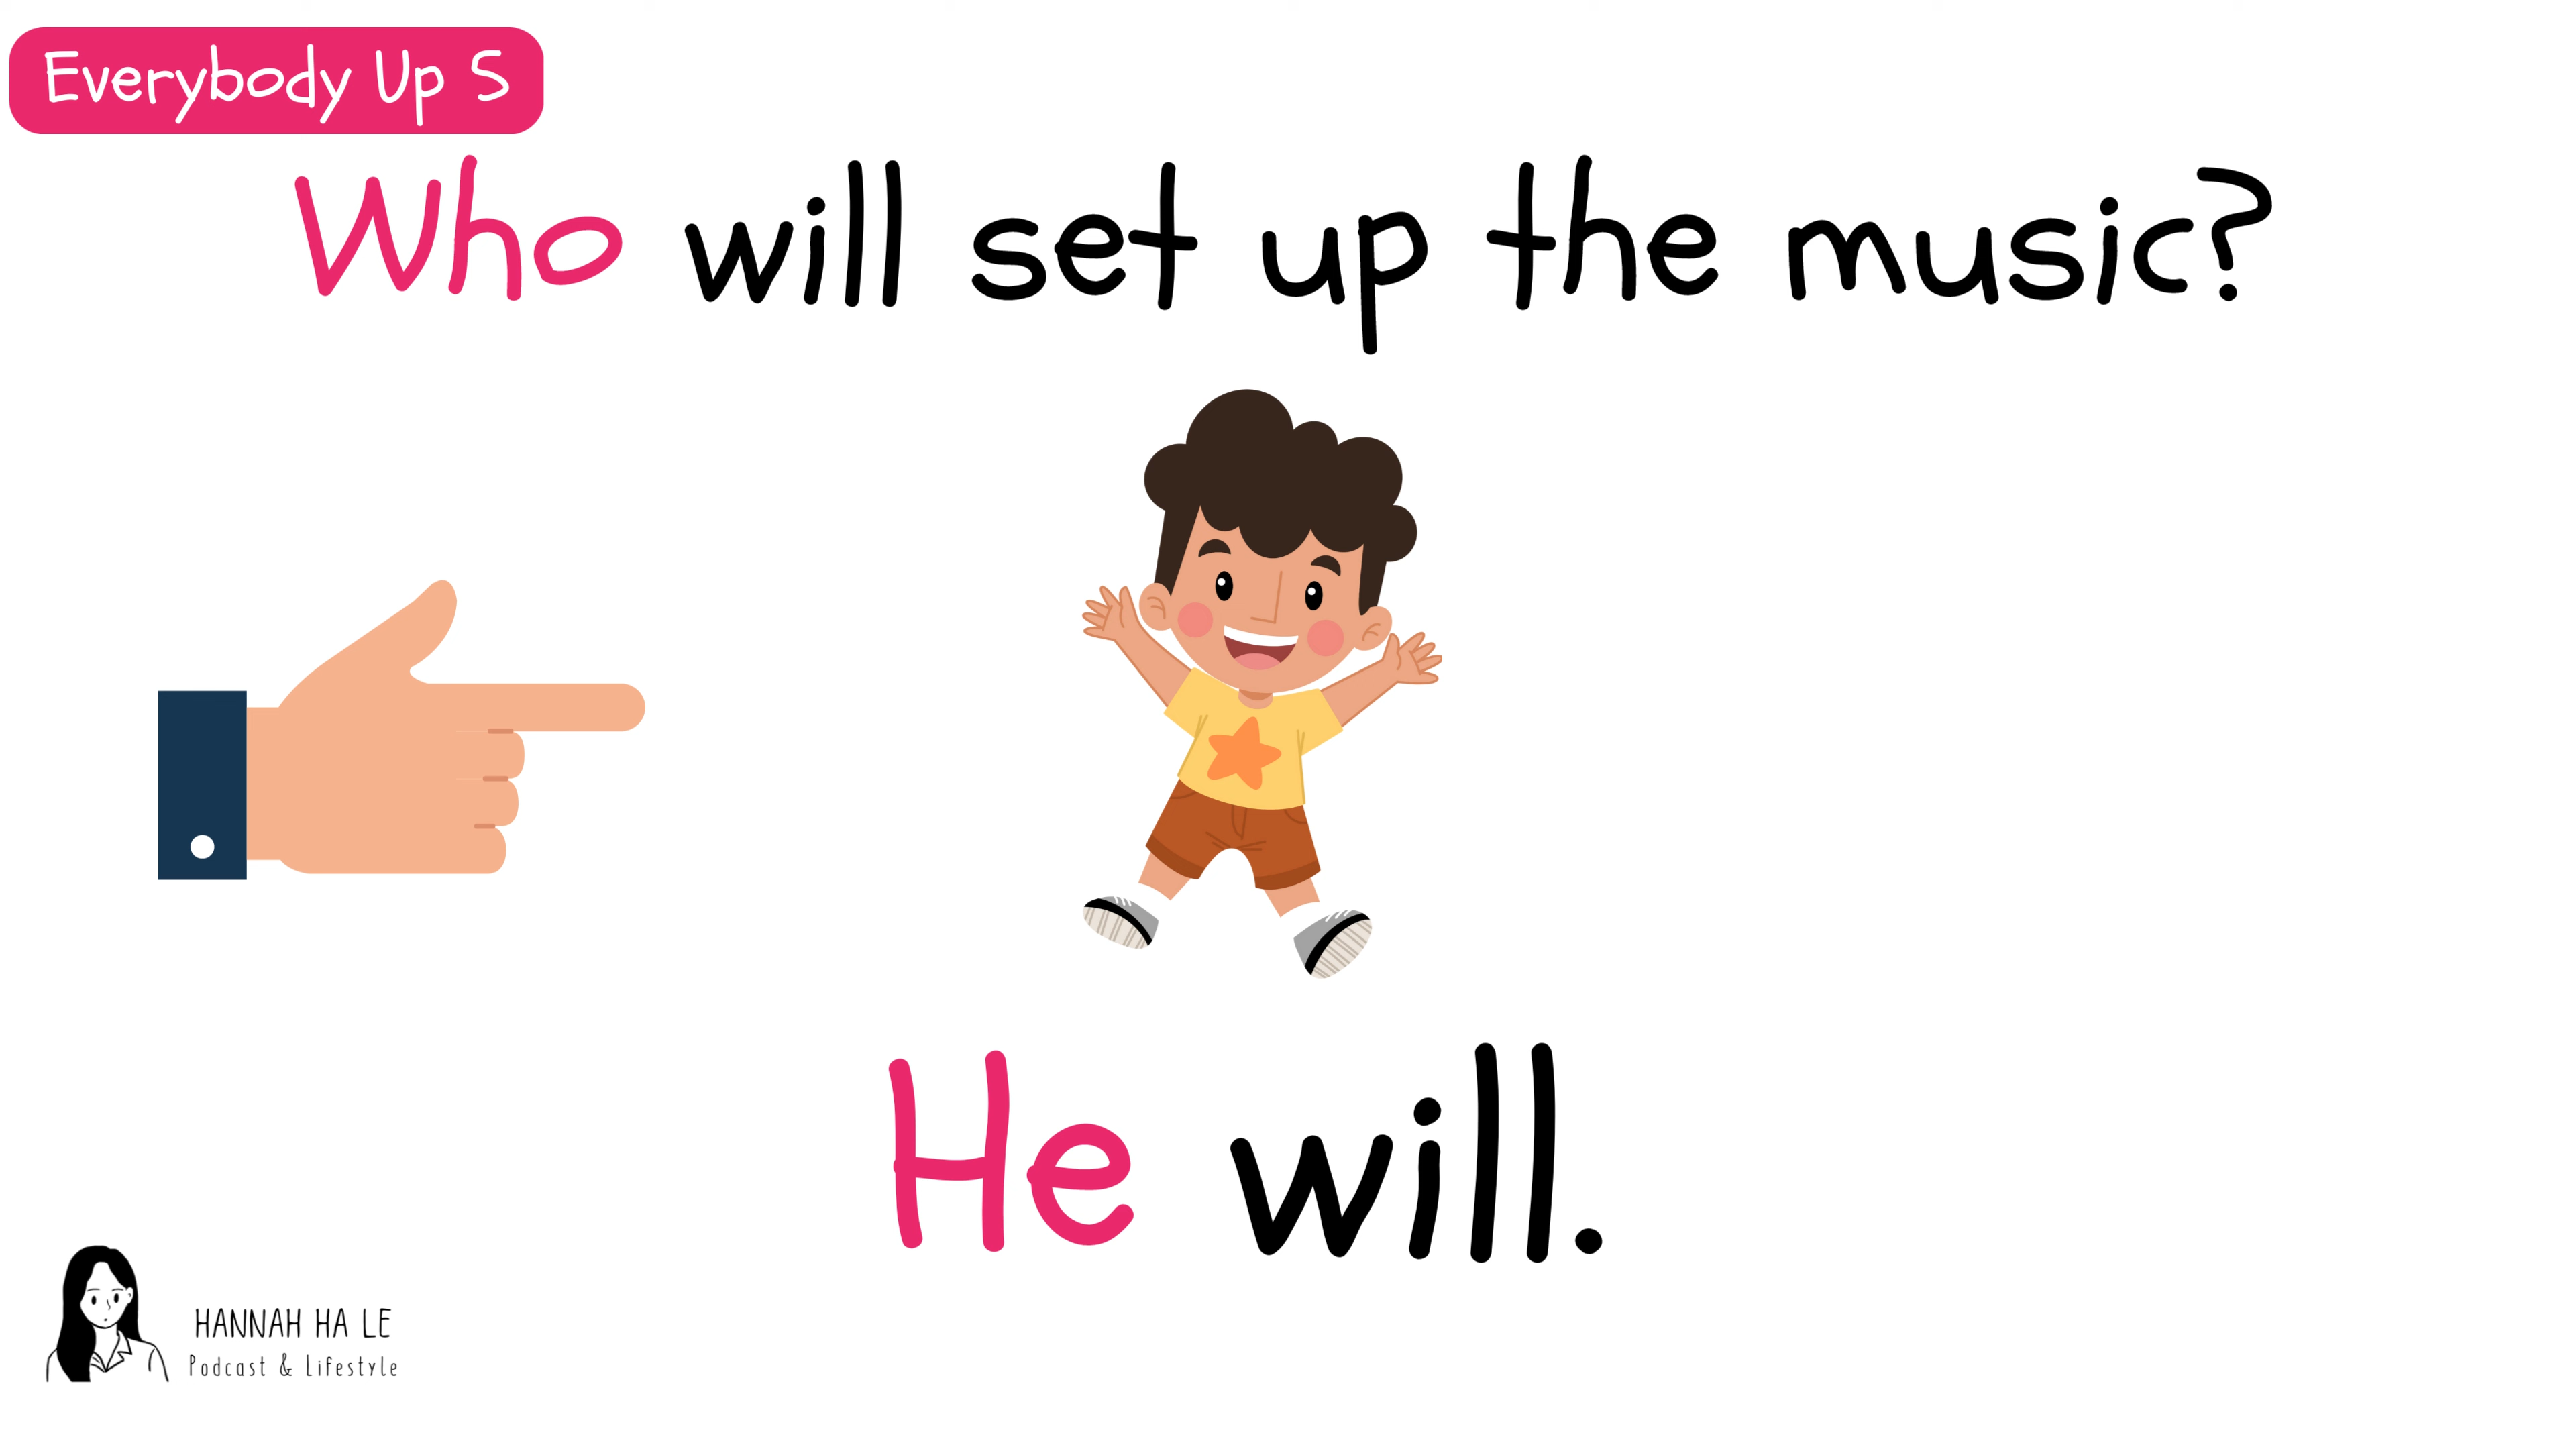 Everybody Up 5
Who will set up the music?
He will.
HANNAH HA LE
Podcast & Lifestyle